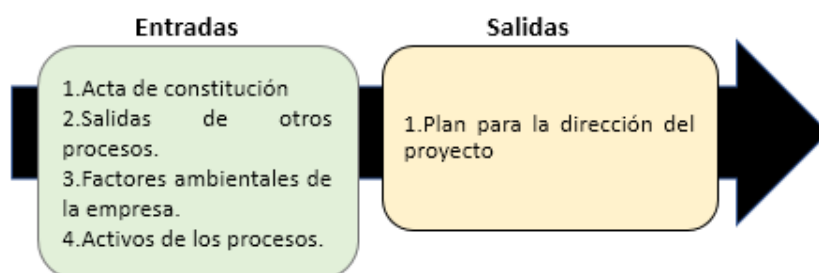 Entradas
1.Acta de constitución
2.Salidas de otros
procesos.
3.Factores ambientales de
la empresa.
4.Activos de los procesos.
Salidas
1.Plan para la dirección del
proyecto